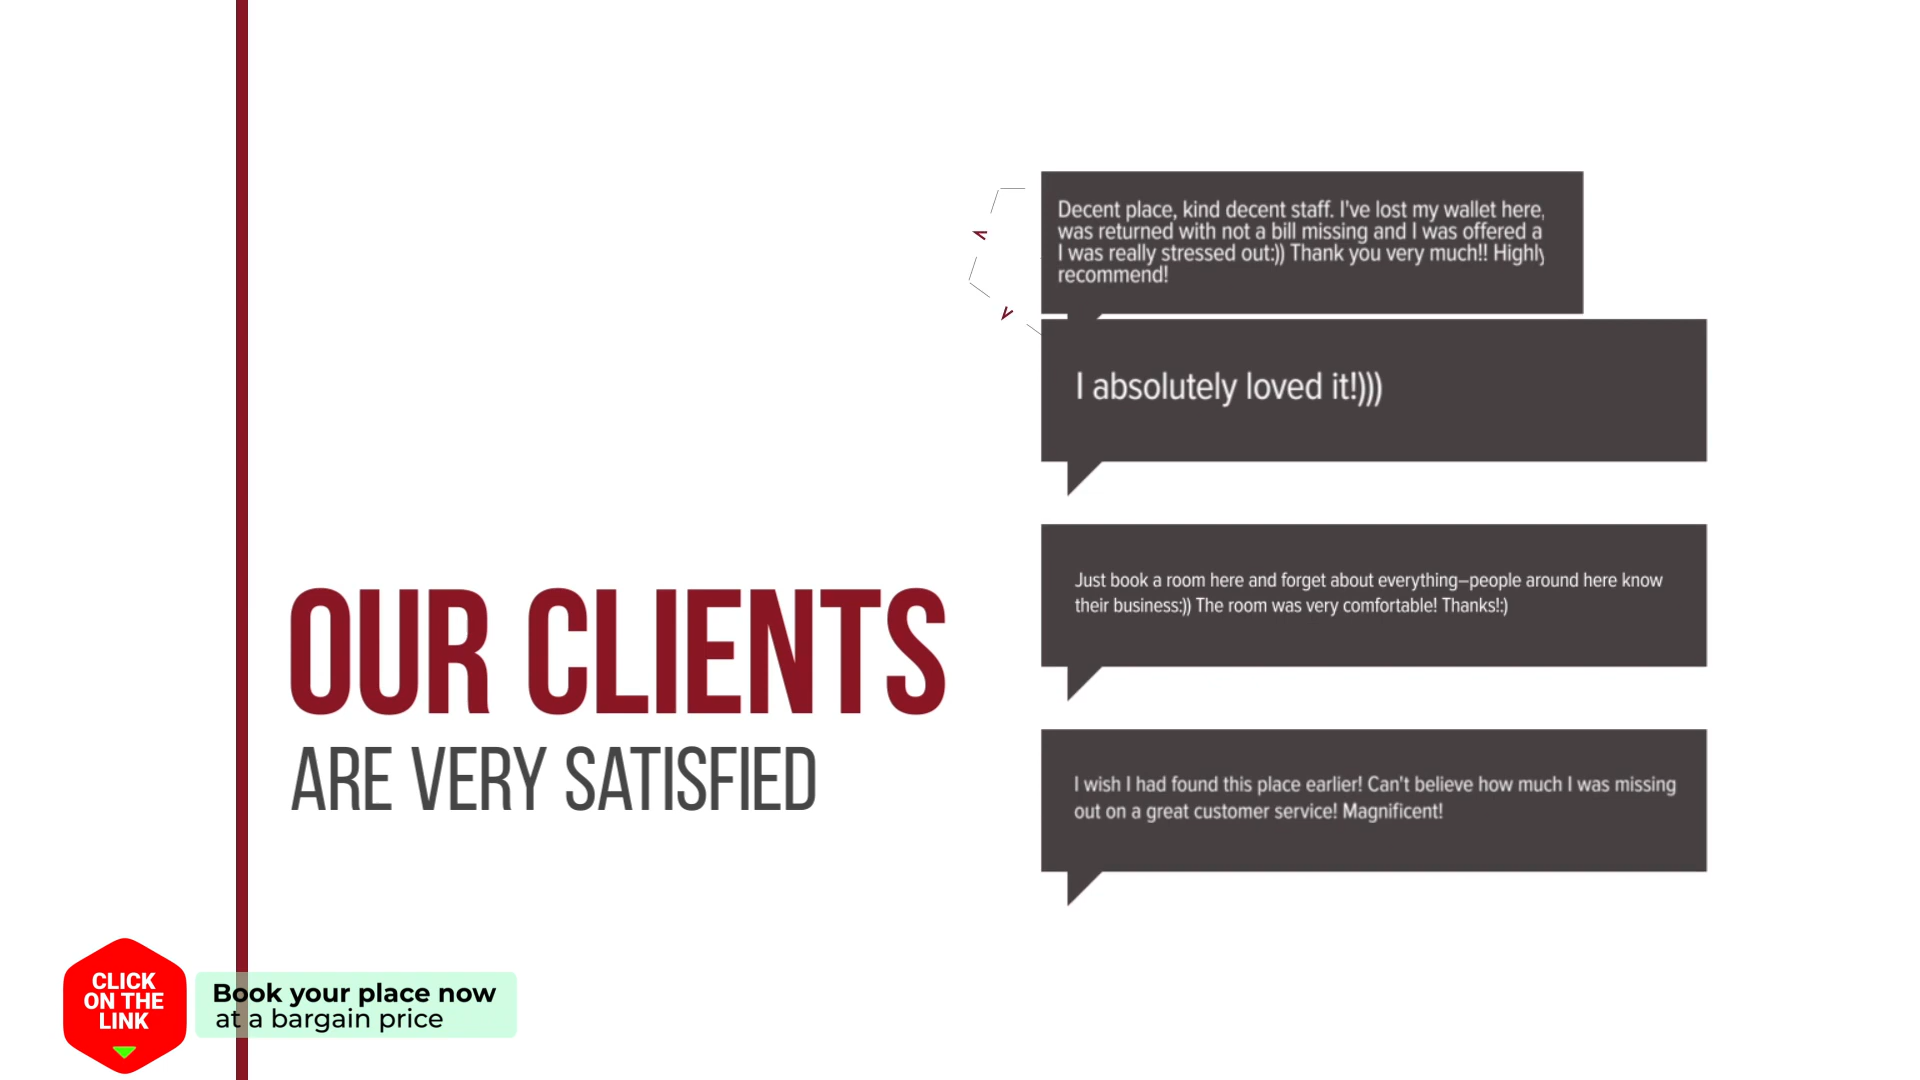 Decent place, kind decent staff. I've lost my wallet here,
was returned with not a bill missing and I was offered a
I was really stressed out:)) Thank you very much!! Highly
recommend!
I absolutely loved it!)))
Just book a room here and forget about everything—people around here know
their business:)) The room was very comfortable! Thanks!:)
I wish I had found this place earlier! Can't believe how much I was missing
out on a great customer service! Magnificent!
OUR CLIENTS
ARE VERY SATISFIED
CLICK
ON THE
LINK
Book your place now
at a bargain price